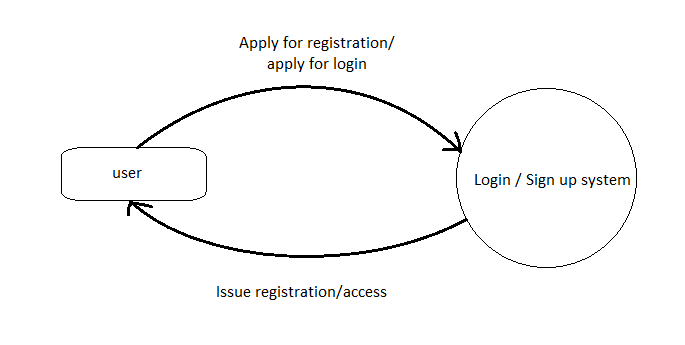 Apply for registration/
apply for login
user
Login / Sign up system
Issue registration/access